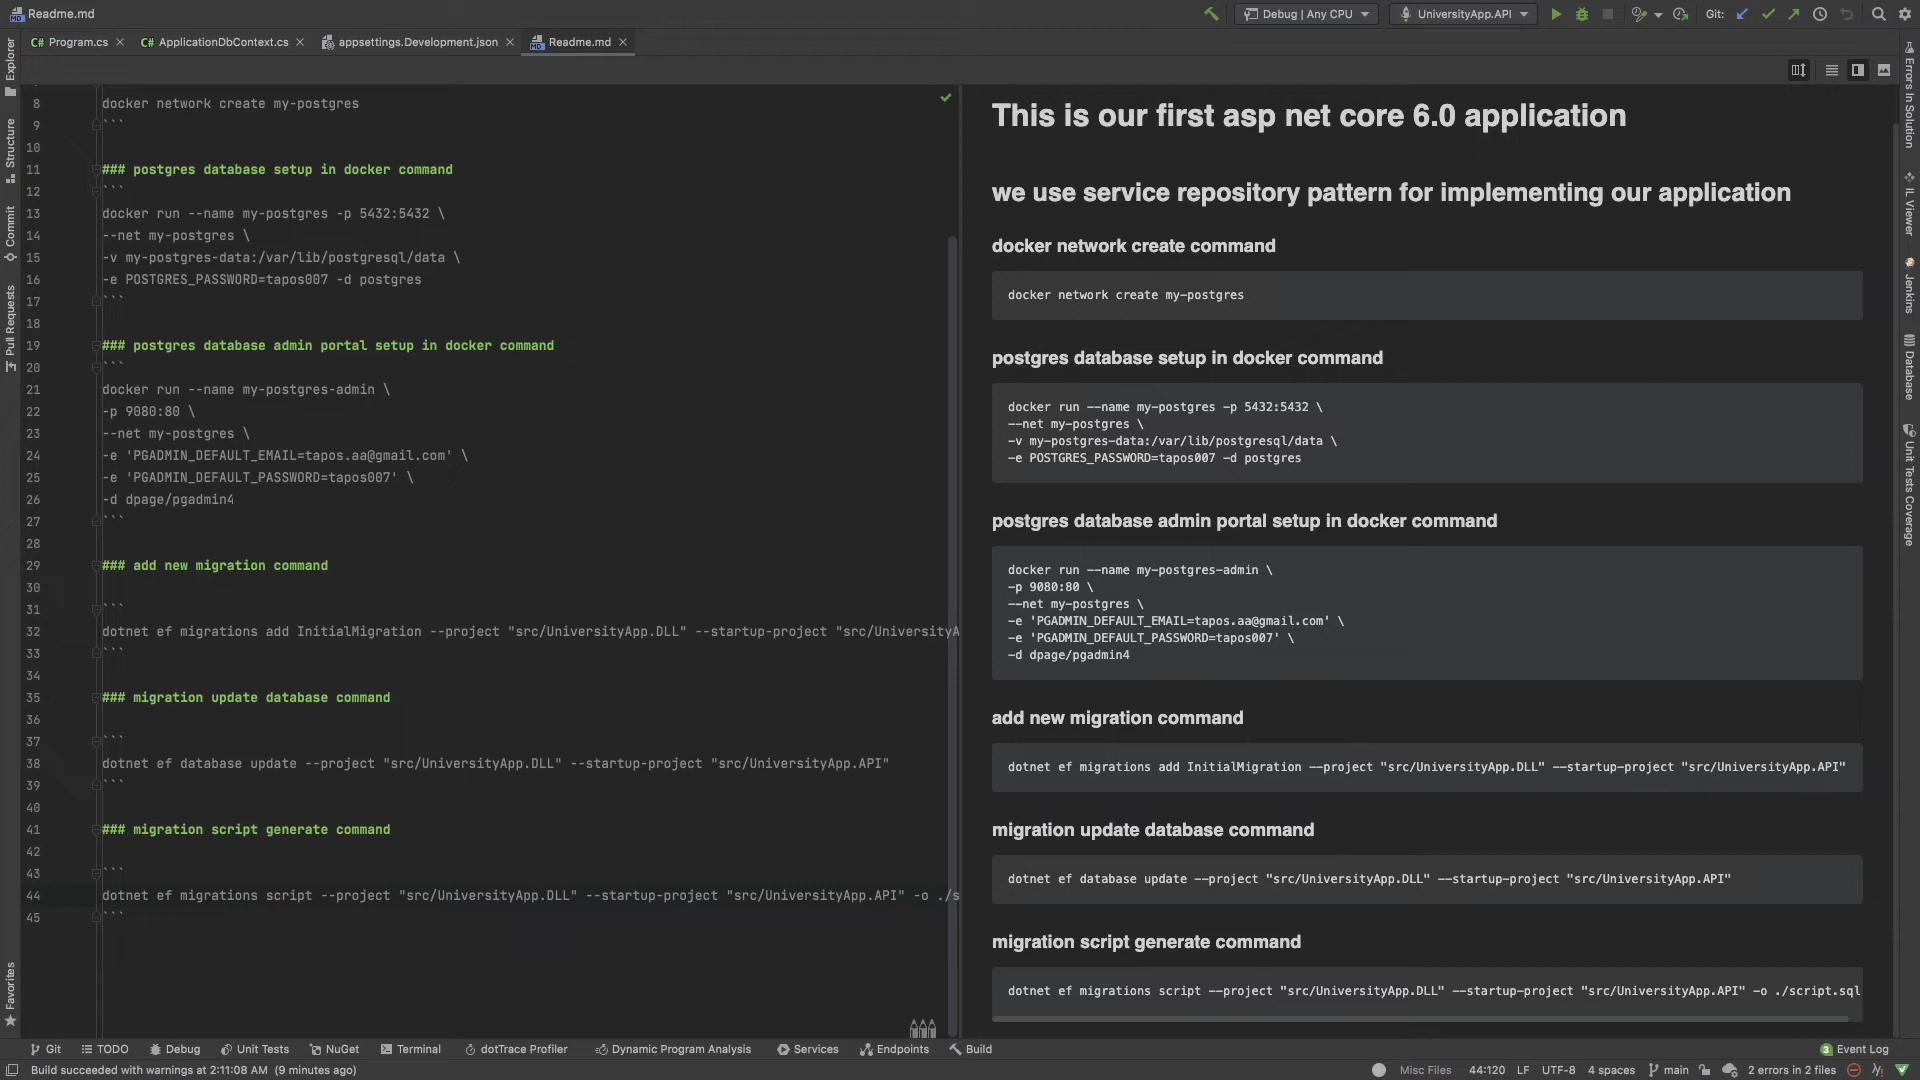 Readme.md
Debug | Any CPU
UniversityApp.API
Git:
C# Program.cs
C# ApplicationDbContext.cs
appsettings.Development.json
MD Readme.md
Explorer
Structure
Commit
Pull Requests
Favorites
8 docker network create my-postgres
9 ```
10
11 ### postgres database setup in docker command
12 ```
13 docker run --name my-postgres -p 5432:5432 \
14 --net my-postgres \
15 -v my-postgres-data:/var/lib/postgresql/data \
16 -e POSTGRES_PASSWORD=tapos007 -d postgres
17 ```
18
19 ### postgres database admin portal setup in docker command
20 ```
21 docker run --name my-postgres-admin \
22 -p 9080:80 \
23 --net my-postgres \
24 -e 'PGADMIN_DEFAULT_EMAIL=tapos.aa@gmail.com' \
25 -e 'PGADMIN_DEFAULT_PASSWORD=tapos007' \
26 -d dpage/pgadmin4
27 ```
28
29 ### add new migration command
30
31 ```
32 dotnet ef migrations add InitialMigration --project "src/UniversityApp.DLL" --startup-project "src/UniversityA
33 ```
34
35 ### migration update database command
36
37 ```
38 dotnet ef database update --project "src/UniversityApp.DLL" --startup-project "src/UniversityApp.API"
39 ```
40
41 ### migration script generate command
42
43 ```
44 dotnet ef migrations script --project "src/UniversityApp.DLL" --startup-project "src/UniversityApp.API" -o ./s
45 ```
This is our first asp net core 6.0 application
we use service repository pattern for implementing our application
docker network create command
docker network create my-postgres
postgres database setup in docker command
docker run --name my-postgres -p 5432:5432 \
--net my-postgres \
-v my-postgres-data:/var/lib/postgresql/data \
-e POSTGRES_PASSWORD=tapos007 -d postgres
postgres database admin portal setup in docker command
docker run --name my-postgres-admin \
-p 9080:80 \
--net my-postgres \
-e 'PGADMIN_DEFAULT_EMAIL=tapos.aa@gmail.com' \
-e 'PGADMIN_DEFAULT_PASSWORD=tapos007' \
-d dpage/pgadmin4
add new migration command
dotnet ef migrations add InitialMigration --project "src/UniversityApp.DLL" --startup-project "src/UniversityApp.API"
migration update database command
dotnet ef database update --project "src/UniversityApp.DLL" --startup-project "src/UniversityApp.API"
migration script generate command
dotnet ef migrations script --project "src/UniversityApp.DLL" --startup-project "src/UniversityApp.API" -o ./script.sql
Errors In Solution
IL Viewer
Jenkins
Database
Unit Tests Coverage
Git
TODO
Debug
Unit Tests
NuGet
Terminal
dotTrace Profiler
Dynamic Program Analysis
Services
Endpoints
Build
3 Event Log
Build succeeded with warnings at 2:11:08 AM (9 minutes ago)
Misc Files
44:120
LF
UTF-8
4 spaces
main
2 errors in 2 files